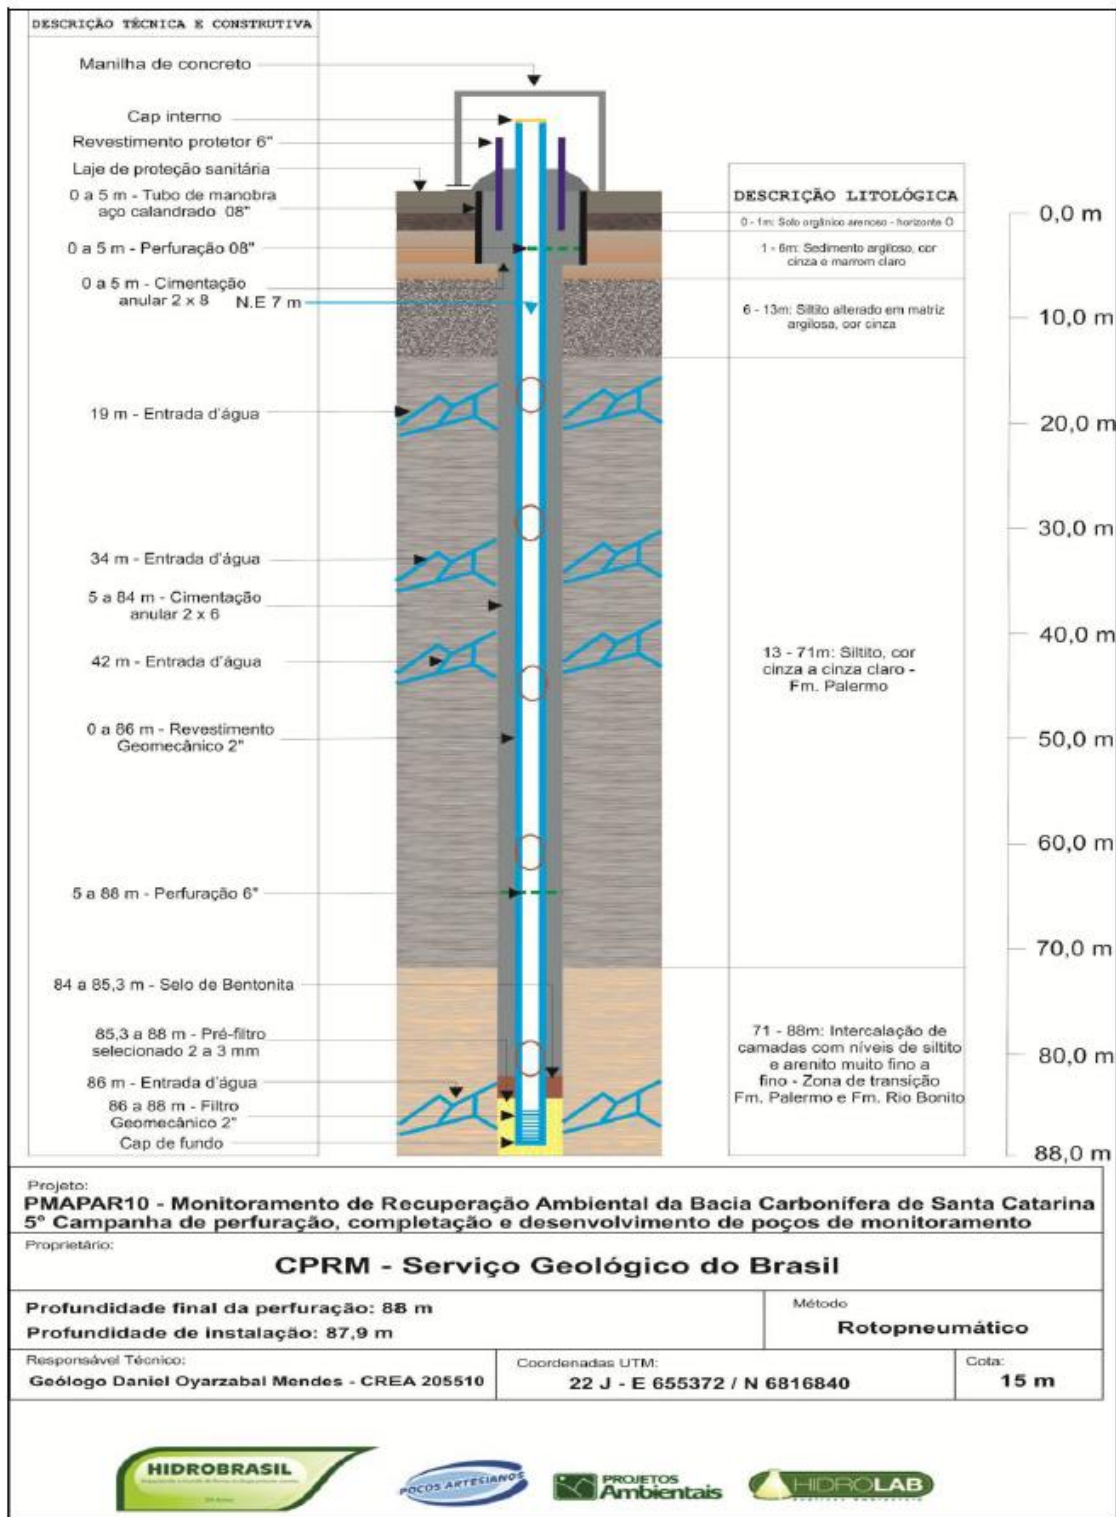 DESCRIÇÃO TÉCNICA E CONSTRUTIVA
Manilha de concreto
Cap interno
Revestimento protetor 6"
Laje de proteção sanitária
0 a 5 m - Tubo de manobra
aço calandrado 08"
0 a 5 m - Perfuração 08"
0 a 5 m - Cimentação
anular 2 x 8
N.E 7 m
19 m - Entrada d'água
34 m - Entrada d'água
5 a 84 m - Cimentação
anular 2 x 6
42 m - Entrada d'água
0 a 86 m - Revestimento
Geomecânico 2"
5 a 88 m - Perfuração 6"
84 a 85,3 m - Selo de Bentonita
85,3 a 88 m - Pré-filtro
selecionado 2 a 3 mm
86 m - Entrada d'água
86 a 88 m - Filtro
Geomecânico 2"
Cap de fundo
DESCRIÇÃO LITOLÓGICA
0 - 1m: Solo orgânico arenoso - horizonte O
1 - 6m: Sedimento argiloso, cor
cinza e marrom claro
6 - 13m: Siltito alterado em matriz
argilosa, cor cinza
13 - 71m: Siltito, cor
cinza a cinza claro -
Fm. Palermo
71 - 88m: Intercalação de
camadas com níveis de siltito
e arenito muito fino a
fino - Zona de transição
Fm. Palermo e Fm. Rio Bonito
0,0 m
10,0 m
20,0 m
30,0 m
40,0 m
50,0 m
60,0 m
70,0 m
80,0 m
88,0 m
Projeto:
PMAPAR10 - Monitoramento de Recuperação Ambiental da Bacia Carbonífera de Santa Catarina
5° Campanha de perfuração, completação e desenvolvimento de poços de monitoramento
Proprietário:
CPRM - Serviço Geológico do Brasil
Profundidade final da perfuração: 88 m
Profundidade de instalação: 87,9 m
Método
Rotopneumático
Responsável Técnico:
Geólogo Daniel Oyarzabal Mendes - CREA 205510
Coordenadas UTM:
22 J - E 655372 / N 6816840
Cota:
15 m
HIDROBRASIL
POÇOS ARTESIANOS
PROJETOS
Ambientais
HIDROLAB